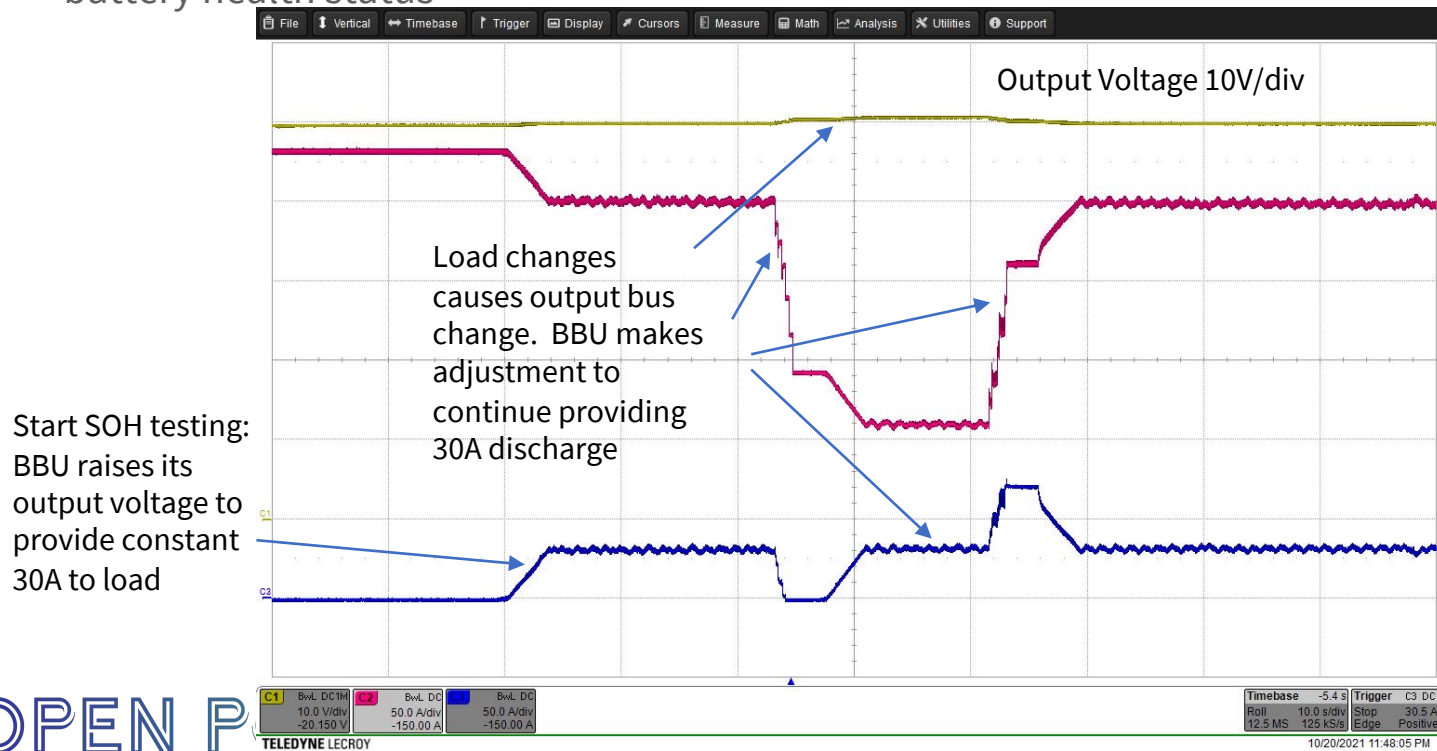 battery health status
File Vertical Timebase Trigger Display Cursors Measure Math Analysis Utilities Support
Output Voltage 10V/div
Load changes
causes output bus
change.  BBU makes
adjustment to
continue providing
30A discharge
Start SOH testing:
BBU raises its
output voltage to
provide constant
30A to load
C1
C2
C1 BwL DC1M
10.0 V/div
-20.150 V
C2 BwL DC
50.0 A/div
-150.00 A
C3 BwL DC
50.0 A/div
-150.00 A
Timebase -5.4 s
Roll 10.0 s/div
12.5 MS 125 kS/s
Trigger C3 DC
Stop 30.5 A
Edge Positive
OPEN P
TELEDYNE LECROY
10/20/2021 11:48:05 PM